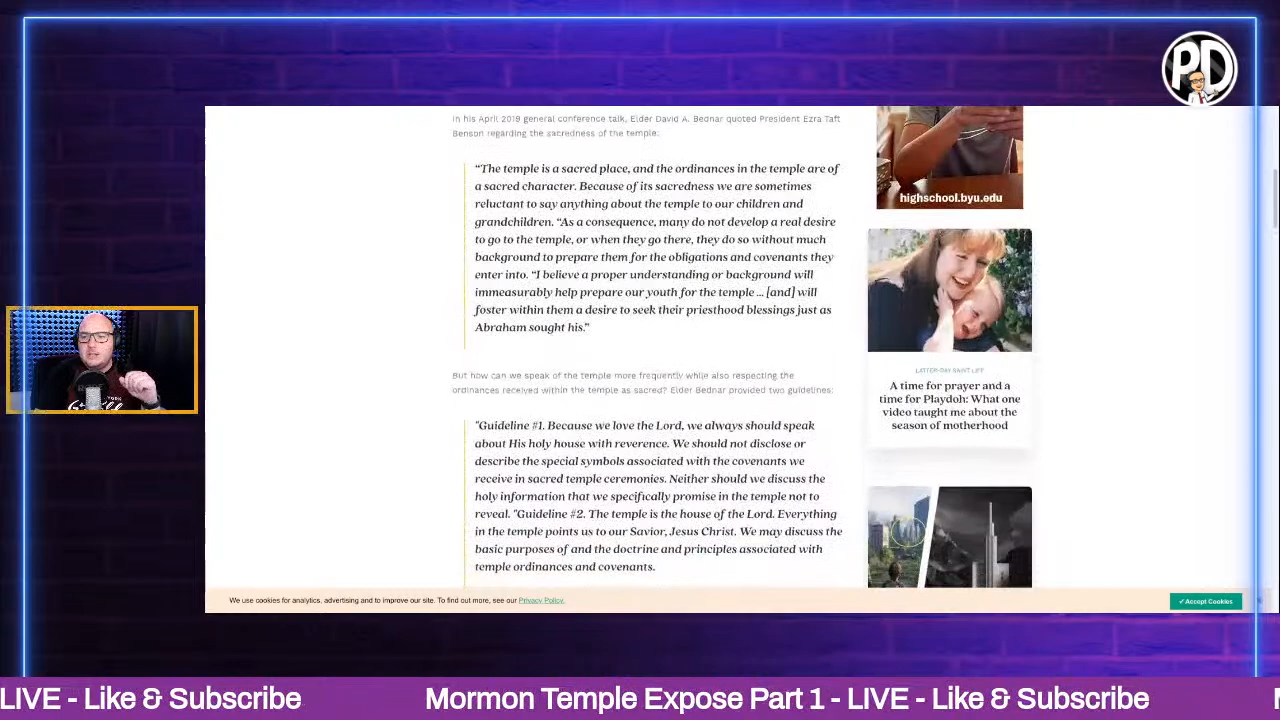 PD
In his April 2019 general conference talk, Elder David A. Bednar quoted President Ezra Taft
Benson regarding the sacredness of the temple:
“The temple is a sacred place, and the ordinances in the temple are of
a sacred character. Because of its sacredness we are sometimes
reluctant to say anything about the temple to our children and
grandchildren. “As a consequence, many do not develop a real desire
to go to the temple, or when they go there, they do so without much
background to prepare them for the obligations and covenants they
enter into. “I believe a proper understanding or background will
immeasurably help prepare our youth for the temple ... [and] will
foster within them a desire to seek their priesthood blessings just as
Abraham sought his.”
But how can we speak of the temple more frequently while also respecting the
ordinances received within the temple as sacred? Elder Bednar provided two guidelines:
"Guideline #1. Because we love the Lord, we always should speak
about His holy house with reverence. We should not disclose or
describe the special symbols associated with the covenants we
receive in sacred temple ceremonies. Neither should we discuss the
holy information that we specifically promise in the temple not to
reveal. "Guideline #2. The temple is the house of the Lord. Everything
in the temple points us to our Savior, Jesus Christ. We may discuss the
basic purposes of and the doctrine and principles associated with
temple ordinances and covenants.
highschool.byu.edu
LATTER-DAY SAINT LIFE
A time for prayer and a
time for Playdoh: What one
video taught me about the
season of motherhood
We use cookies for analytics, advertising and to improve our site. To find out more, see our Privacy Policy.
✓Accept Cookies
LIVE - Like & Subscribe
Mormon Temple Expose Part 1 - LIVE - Like & Subscribe